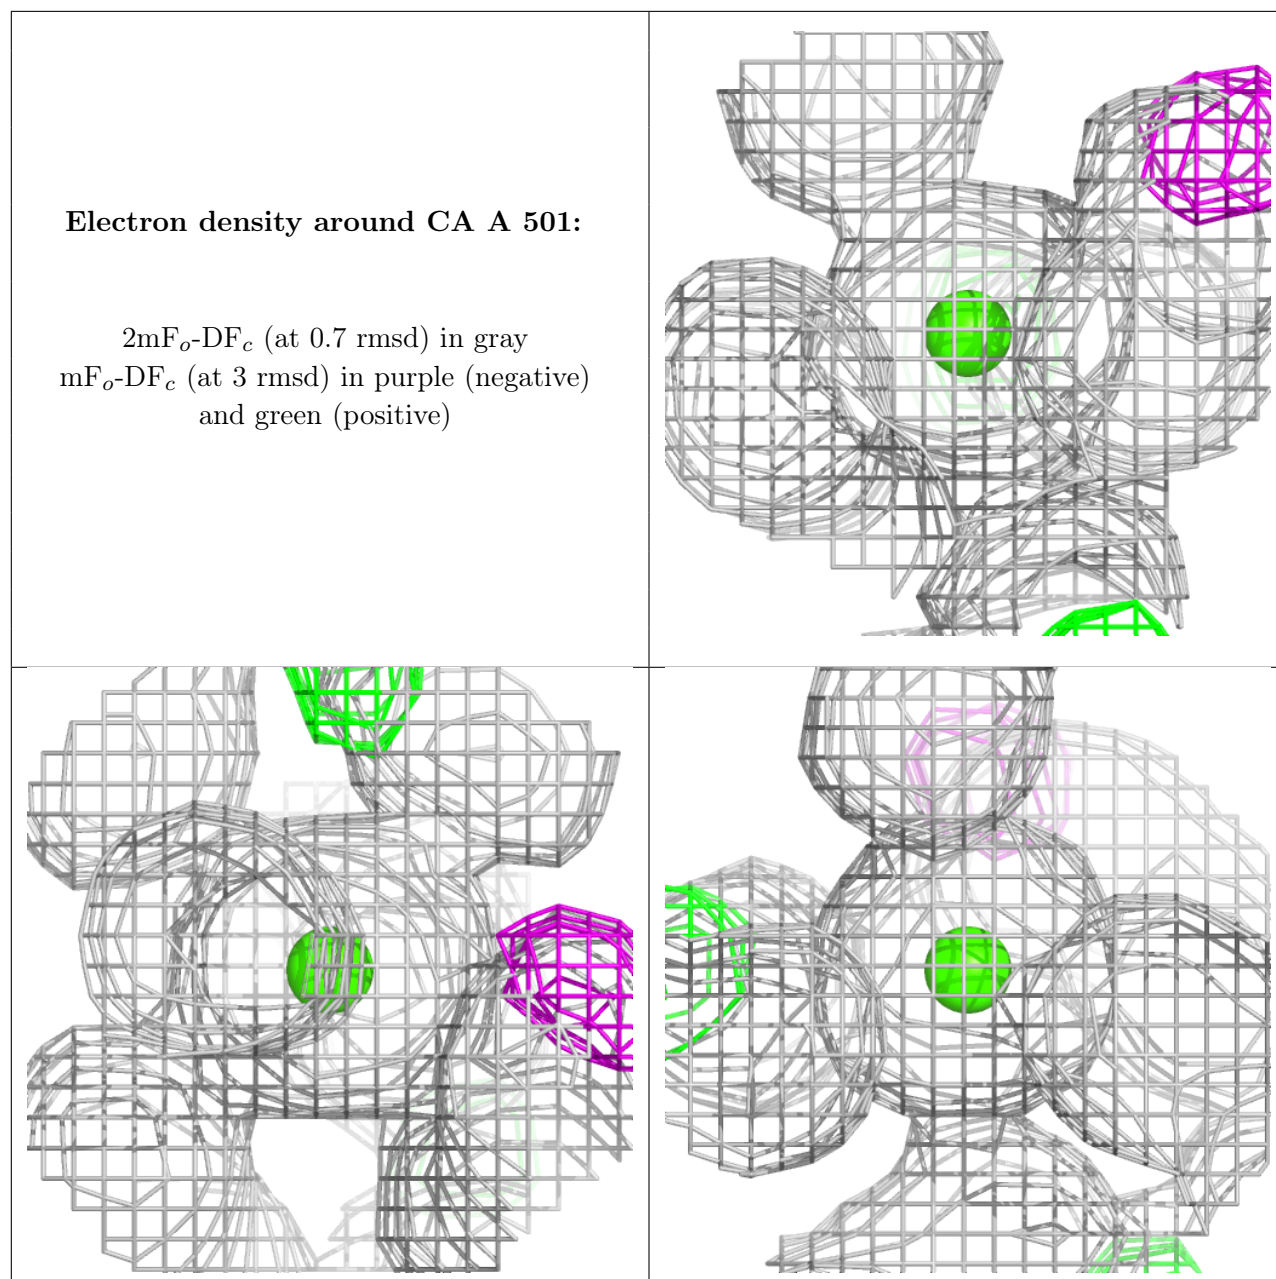 Electron density around CA A 501:
2mFo-DFc (at 0.7 rmsd) in gray
mFo-DFc (at 3 rmsd) in purple (negative)
and green (positive)